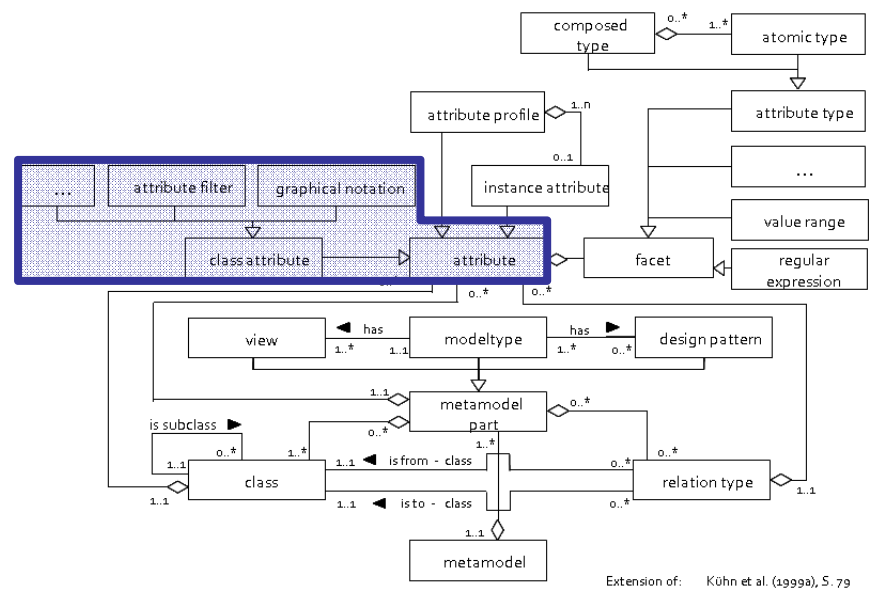 0..*
composed
type
1..*
atomic type
attribute profile
1..n
attribute type
0..1
...
attribute filter
graphical notation
instance attribute
...
value range
class attribute
attribute
facet
regular
expression
0..*
0..*
view
has
modeltype
has
design pattern
1..*
1..1
1..*
0..*
1..1
metamodel
part
0..*
is subclass
0..*
1..*
0..*
0..*
1..*
1..1
is from - class
0..*
1..1
class
relation type
1..1
1..1
1..1
is to - class
0..*
1..1
metamodel
Extension of: Kühn et al. (1999a), S. 79